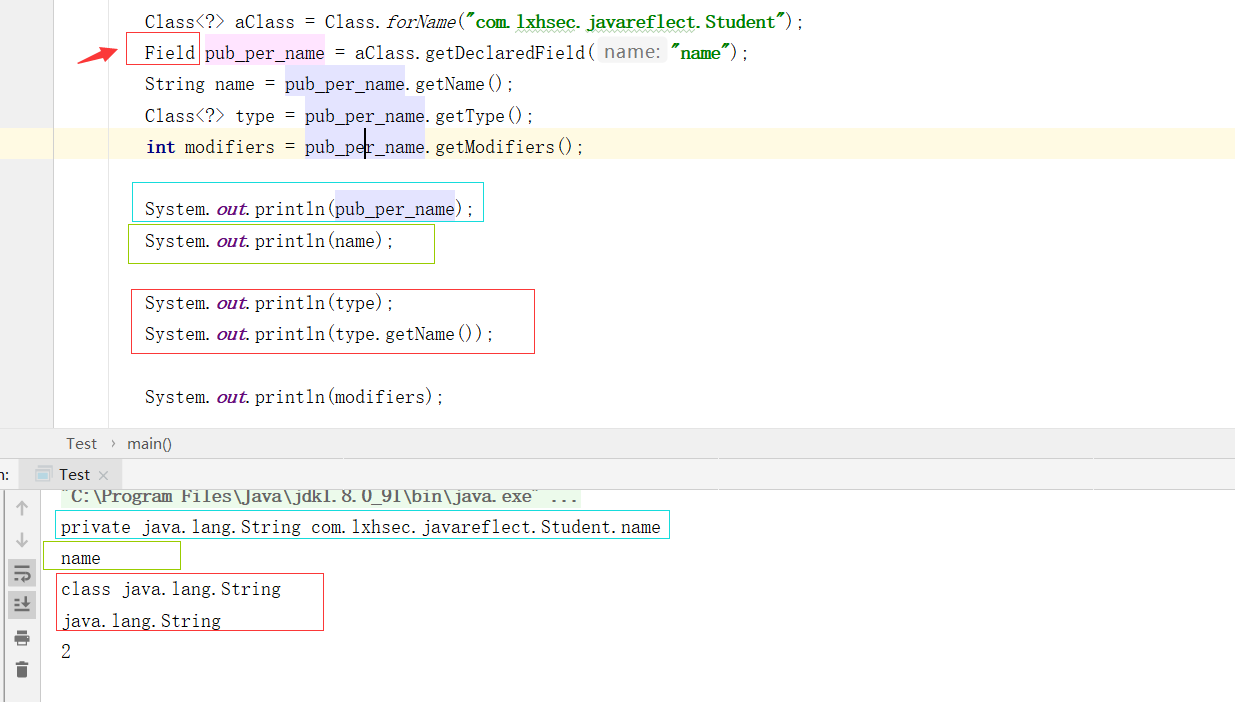 Class<?> aClass = Class.forName("com.lxhsec.javareflect.Student");
Field pub_per_name = aClass.getDeclaredField( name: "name");
String name = pub_per_name.getName();
Class<?> type = pub_per_name.getType();
int modifiers = pub_per_name.getModifiers();
System.out.println(pub_per_name);
System.out.println(name);
System.out.println(type);
System.out.println(type.getName());
System.out.println(modifiers);
Test › main()
n: Test ×
"C:\Program Files\Java\jdk1.8.0_91\bin\java.exe" ...
private java.lang.String com.lxhsec.javareflect.Student.name
name
class java.lang.String
java.lang.String
2